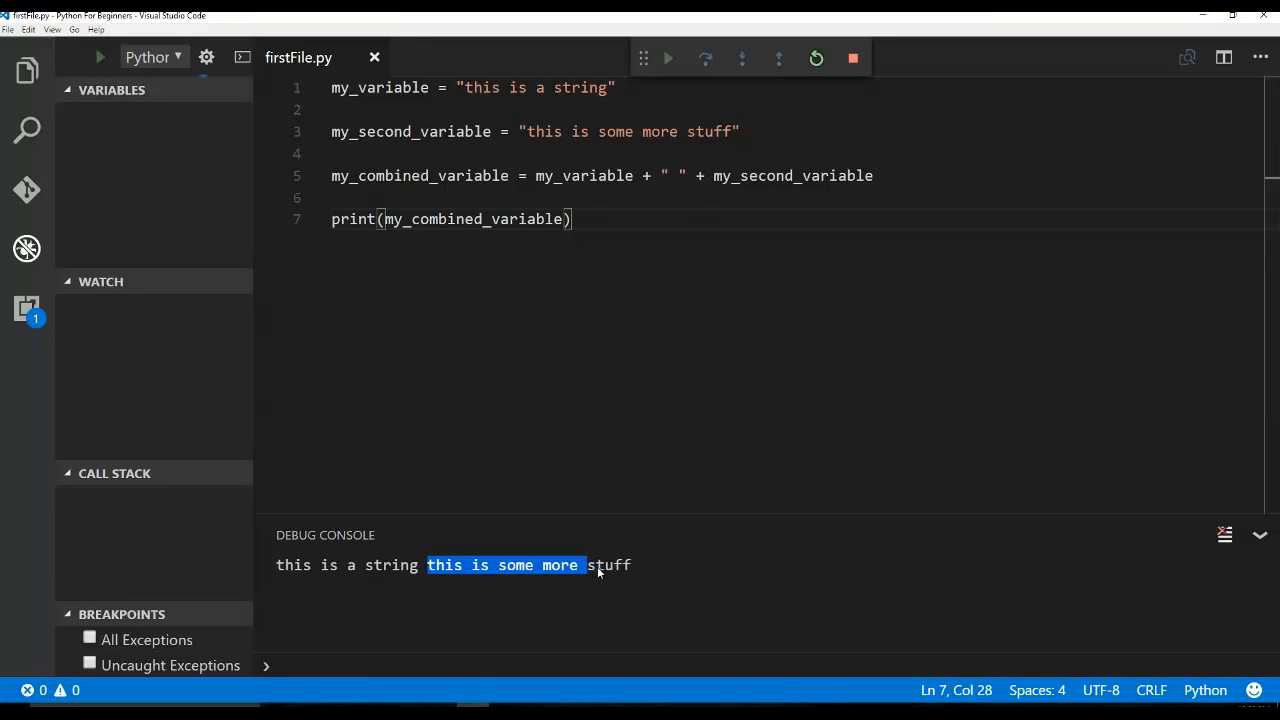 firstFile.py - Python For Beginners - Visual Studio Code
File Edit View Go Help
Python
firstFile.py
VARIABLES
WATCH
CALL STACK
BREAKPOINTS
All Exceptions
Uncaught Exceptions
1
1 my_variable = "this is a string"
2
3 my_second_variable = "this is some more stuff"
4
5 my_combined_variable = my_variable + " " + my_second_variable
6
7 print(my_combined_variable)
DEBUG CONSOLE
this is a string this is some more stuff
0 0 Ln 7, Col 28 Spaces: 4 UTF-8 CRLF Python